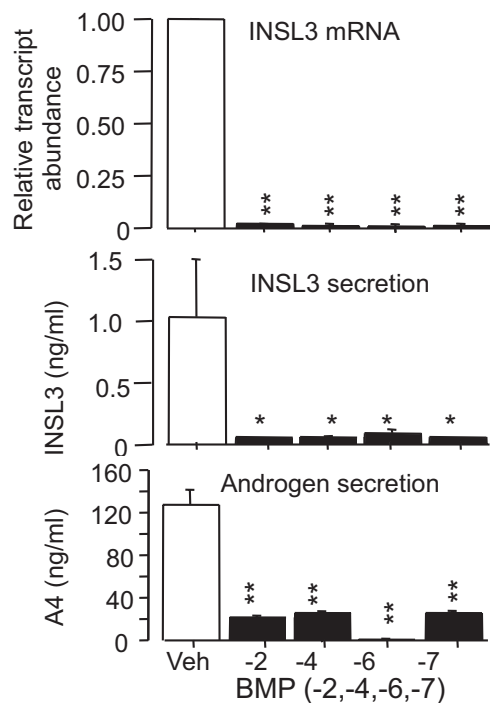 INSL3 mRNA
Relative transcript
abundance
1.00
0.75
0.50
0.25
0
** ** ** **
INSL3 secretion
INSL3 (ng/ml)
1.5
1.0
0.5
0
* * * *
Androgen secretion
A4 (ng/ml)
160
120
80
40
0
** ** ** **
Veh -2 -4 -6 -7
BMP (-2,-4,-6,-7)